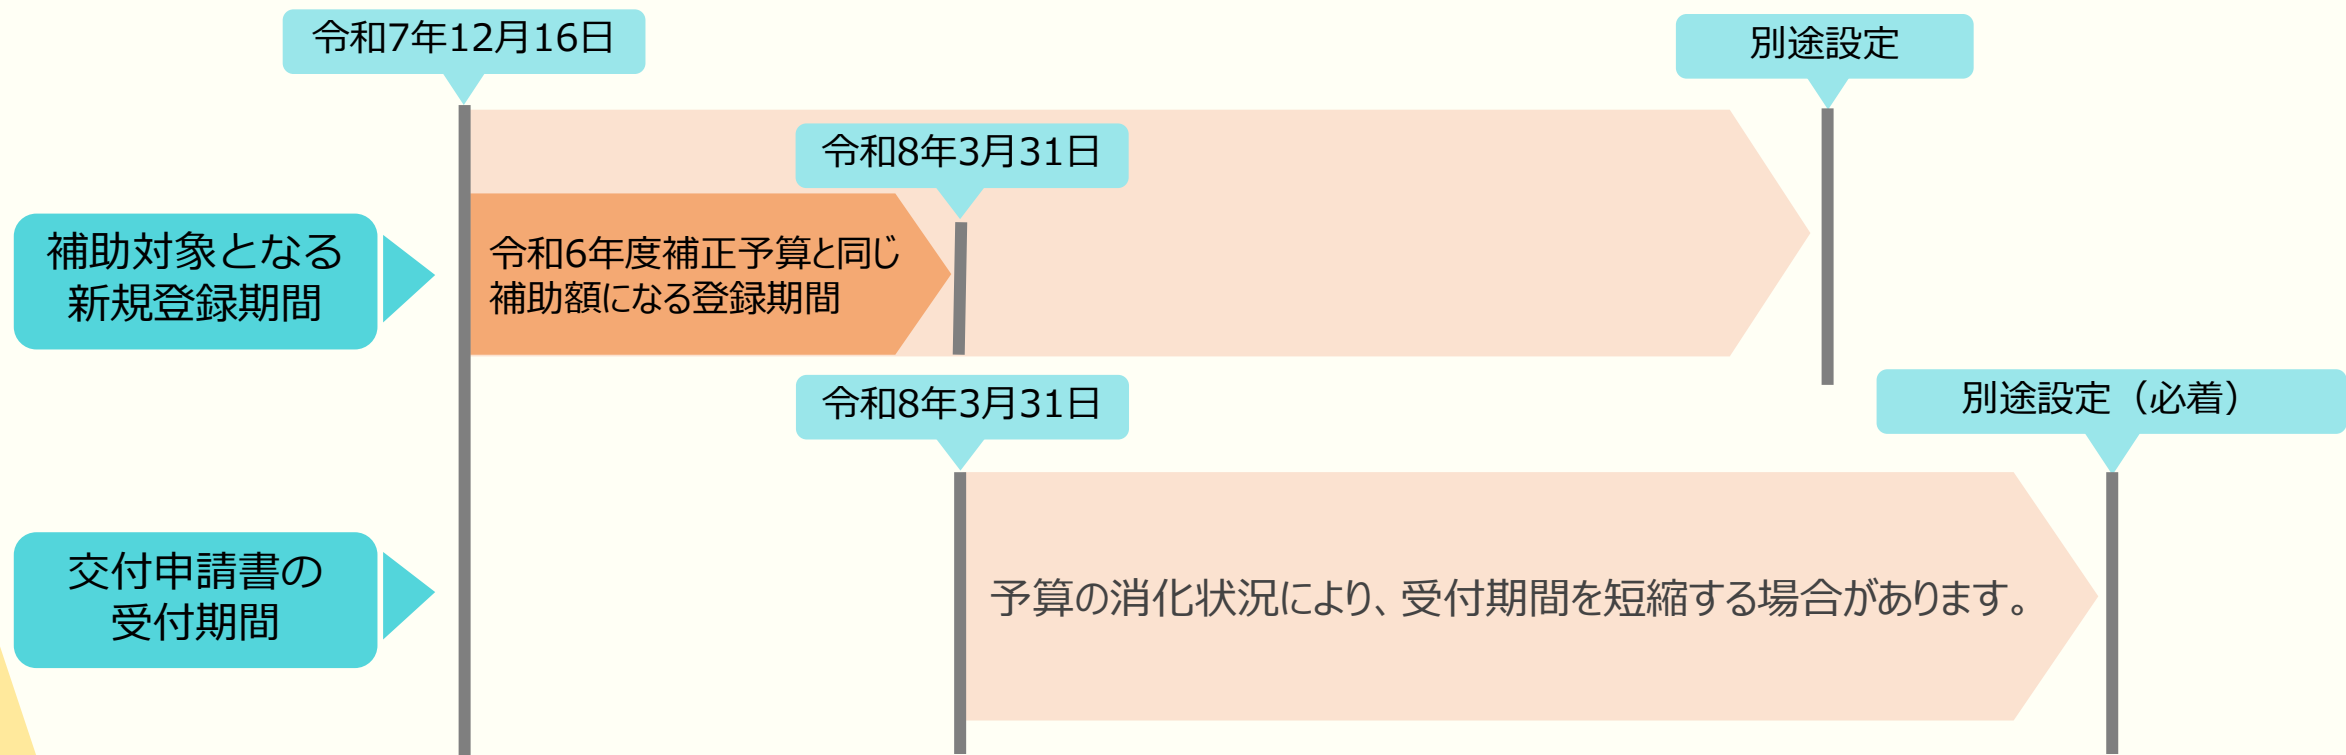 令和7年12月16日
別途設定
令和8年3月31日
補助対象となる
新規登録期間
令和6年度補正予算と同じ
補助額になる登録期間
令和8年3月31日
別途設定（必着）
交付申請書の
受付期間
予算の消化状況により、受付期間を短縮する場合があります。